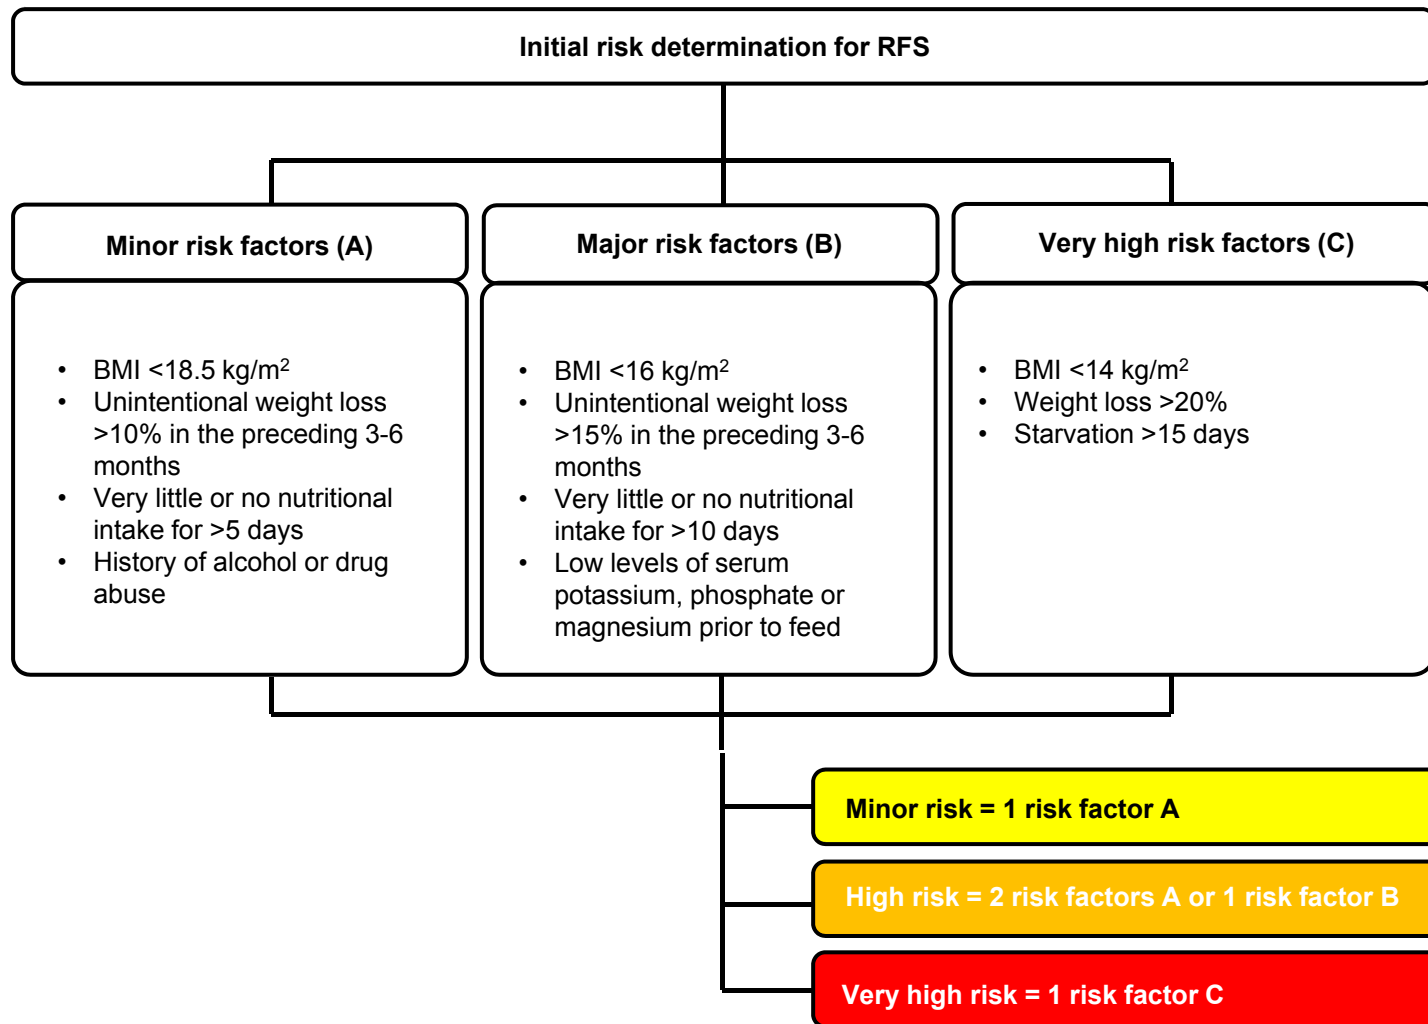 Initial risk determination for RFS
Minor risk factors (A)
• BMI <18.5 kg/m²
• Unintentional weight loss
>10% in the preceding 3-6
months
• Very little or no nutritional
intake for >5 days
• History of alcohol or drug
abuse
Major risk factors (B)
• BMI <16 kg/m²
• Unintentional weight loss
>15% in the preceding 3-6
months
• Very little or no nutritional
intake for >10 days
• Low levels of serum
potassium, phosphate or
magnesium prior to feed
Very high risk factors (C)
• BMI <14 kg/m²
• Weight loss >20%
• Starvation >15 days
Minor risk = 1 risk factor A
High risk = 2 risk factors A or 1 risk factor B
Very high risk = 1 risk factor C